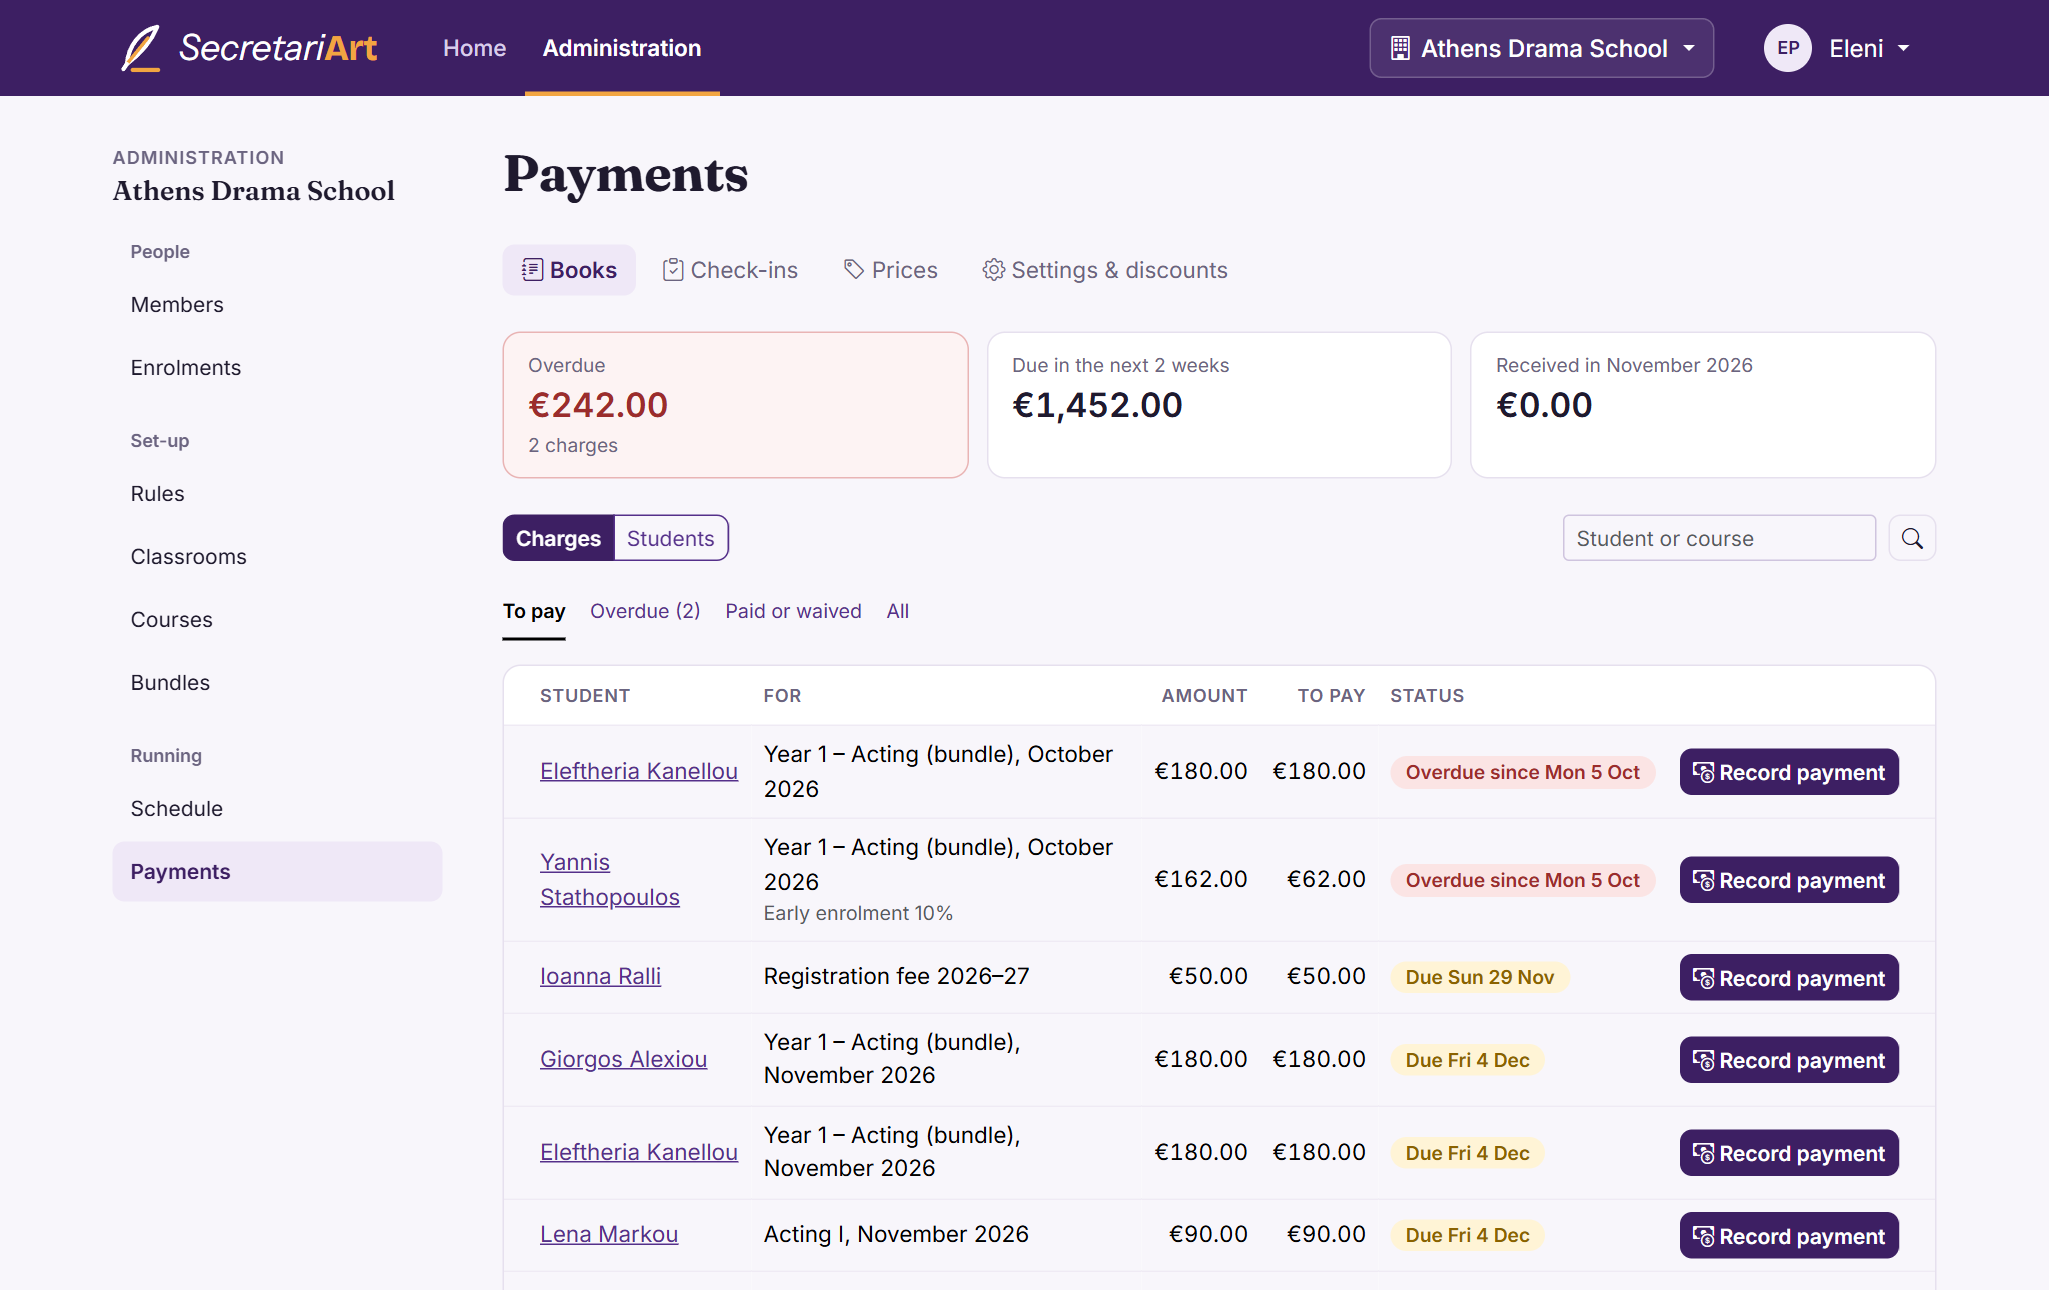 SecretariArt
Home
Administration
Athens Drama School
EP
Eleni
ADMINISTRATION
Athens Drama School
People
Members
Enrolments
Set-up
Rules
Classrooms
Courses
Bundles
Running
Schedule
Payments
Payments
Books
Check-ins
Prices
Settings & discounts
Overdue
€242.00
2 charges
Due in the next 2 weeks
€1,452.00
Received in November 2026
€0.00
Charges
Students
Student or course
To pay
Overdue (2)
Paid or waived
All
STUDENT FOR AMOUNT TO PAY STATUS
Eleftheria Kanellou
Year 1 – Acting (bundle), October
2026
€180.00
€180.00
Overdue since Mon 5 Oct
Record payment
Yannis
Stathopoulos
Year 1 – Acting (bundle), October
2026
Early enrolment 10%
€162.00
€62.00
Overdue since Mon 5 Oct
Record payment
Ioanna Ralli
Registration fee 2026–27
€50.00
€50.00
Due Sun 29 Nov
Record payment
Giorgos Alexiou
Year 1 – Acting (bundle),
November 2026
€180.00
€180.00
Due Fri 4 Dec
Record payment
Eleftheria Kanellou
Year 1 – Acting (bundle),
November 2026
€180.00
€180.00
Due Fri 4 Dec
Record payment
Lena Markou
Acting I, November 2026
€90.00
€90.00
Due Fri 4 Dec
Record payment